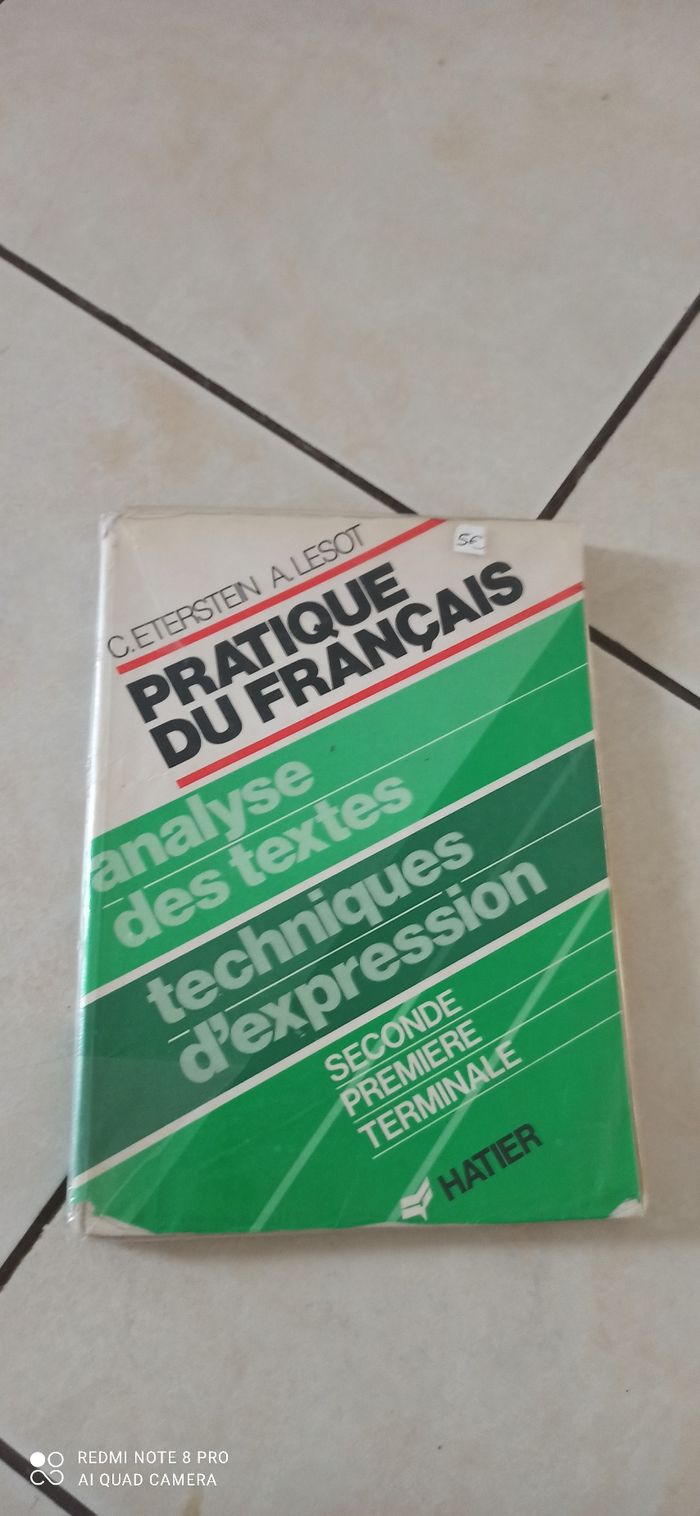 C. ETERSTEIN A. LESOT
5€
PRATIQUE
DU FRANÇAIS
analyse
des textes
techniques
d'expression
SECONDE
PREMIERE
TERMINALE
HATIER
REDMI NOTE 8 PRO
AI QUAD CAMERA